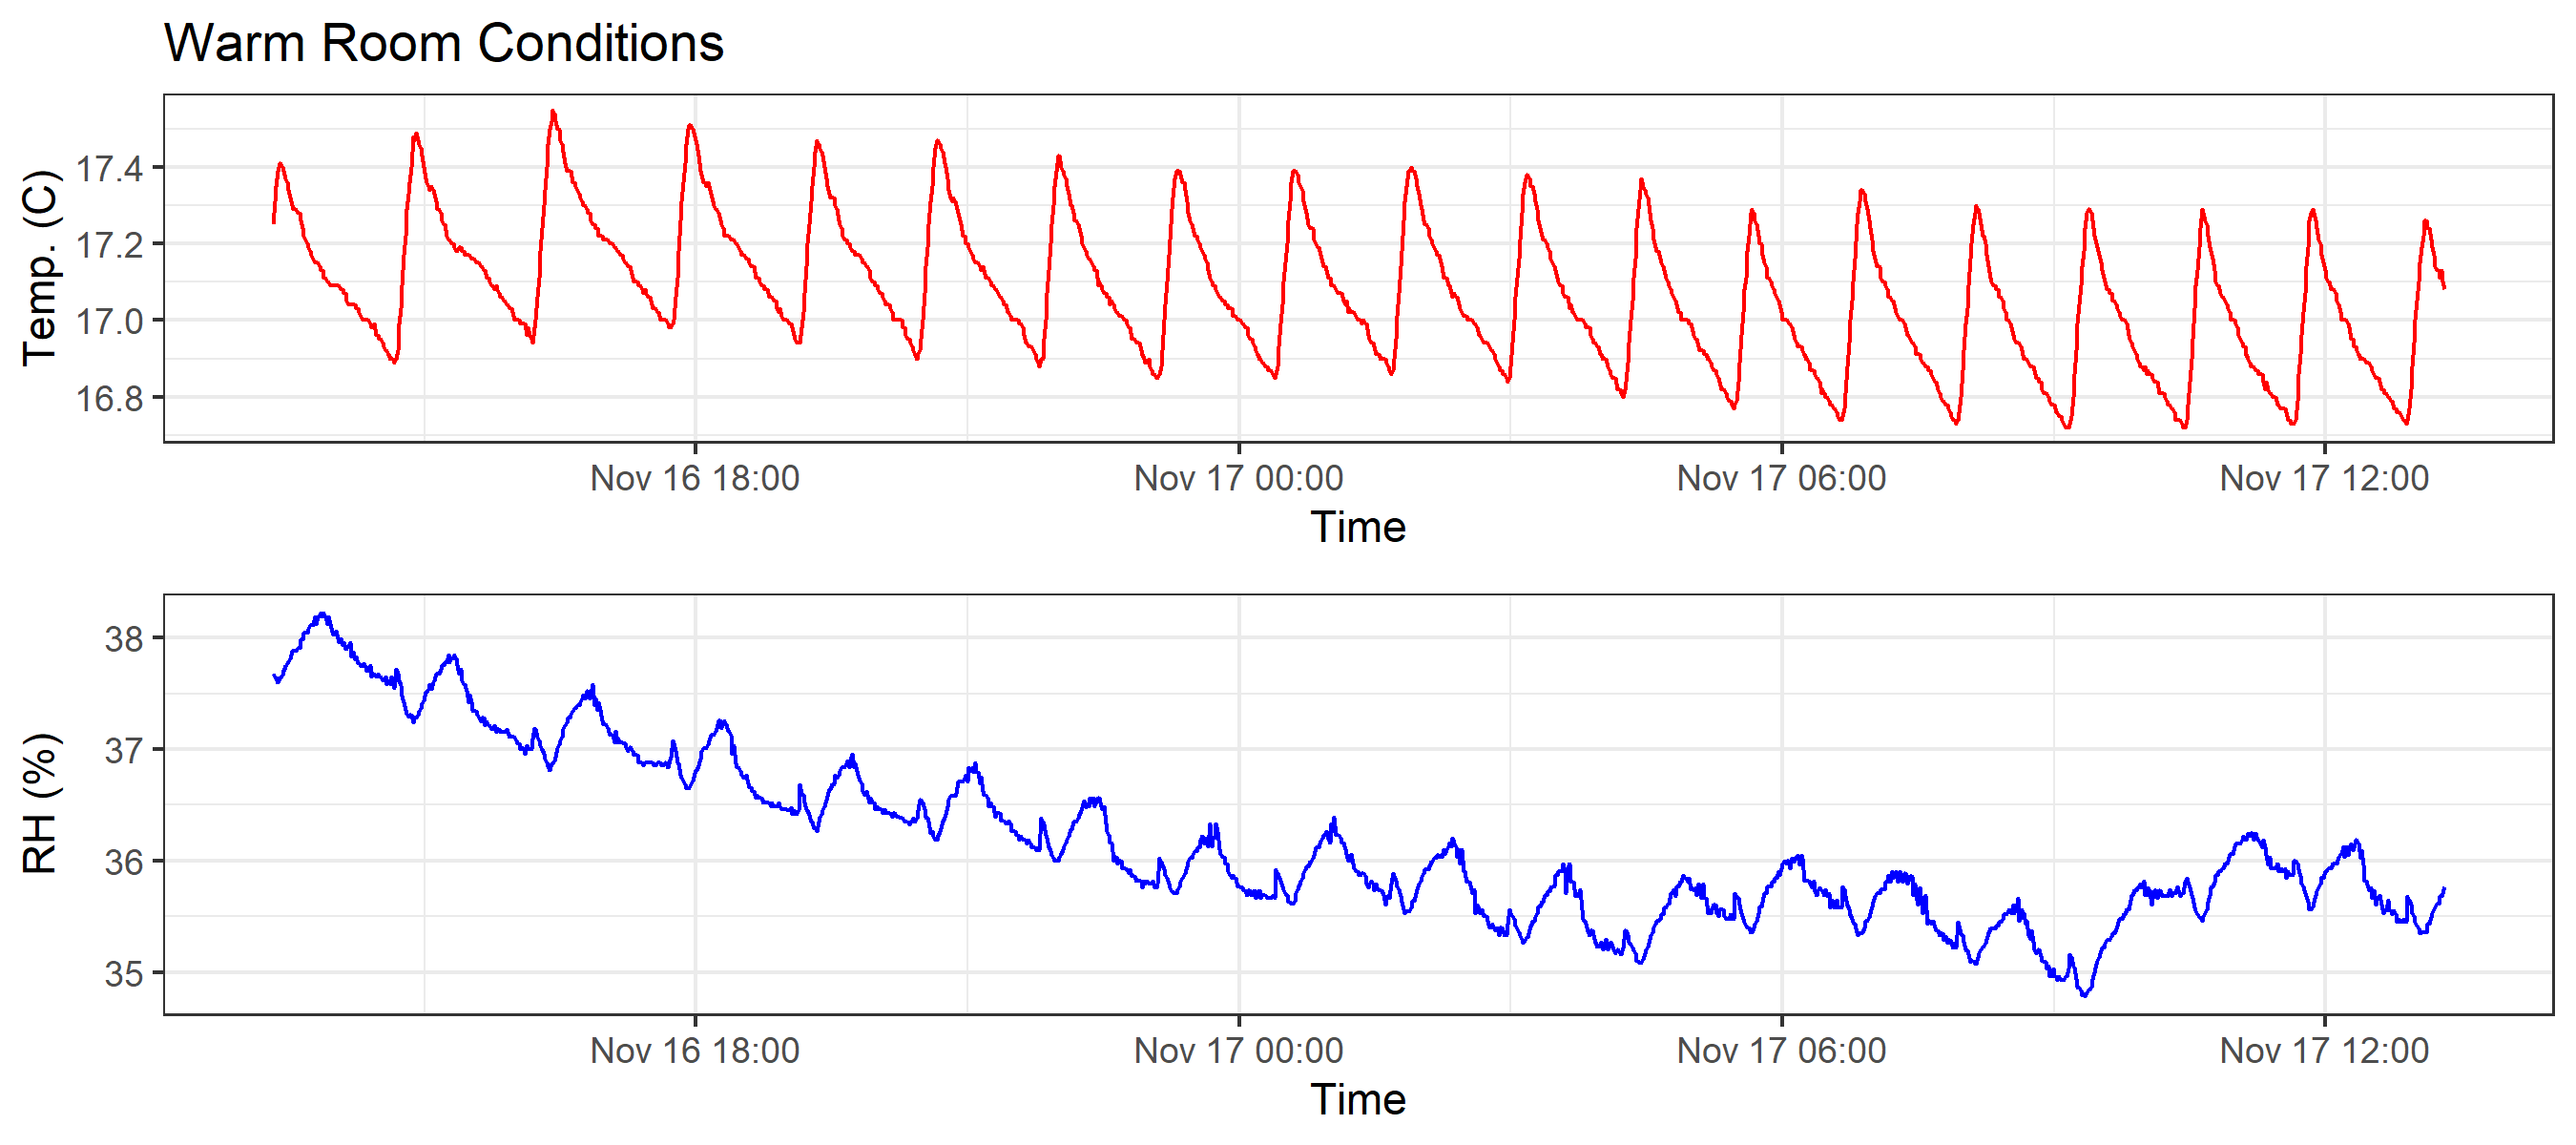 Warm Room Conditions
Temp. (C)
17.4
17.2
17.0
16.8
Nov 16 18:00 Nov 17 00:00 Nov 17 06:00 Nov 17 12:00
Time
RH (%)
38
37
36
35
Nov 16 18:00 Nov 17 00:00 Nov 17 06:00 Nov 17 12:00
Time